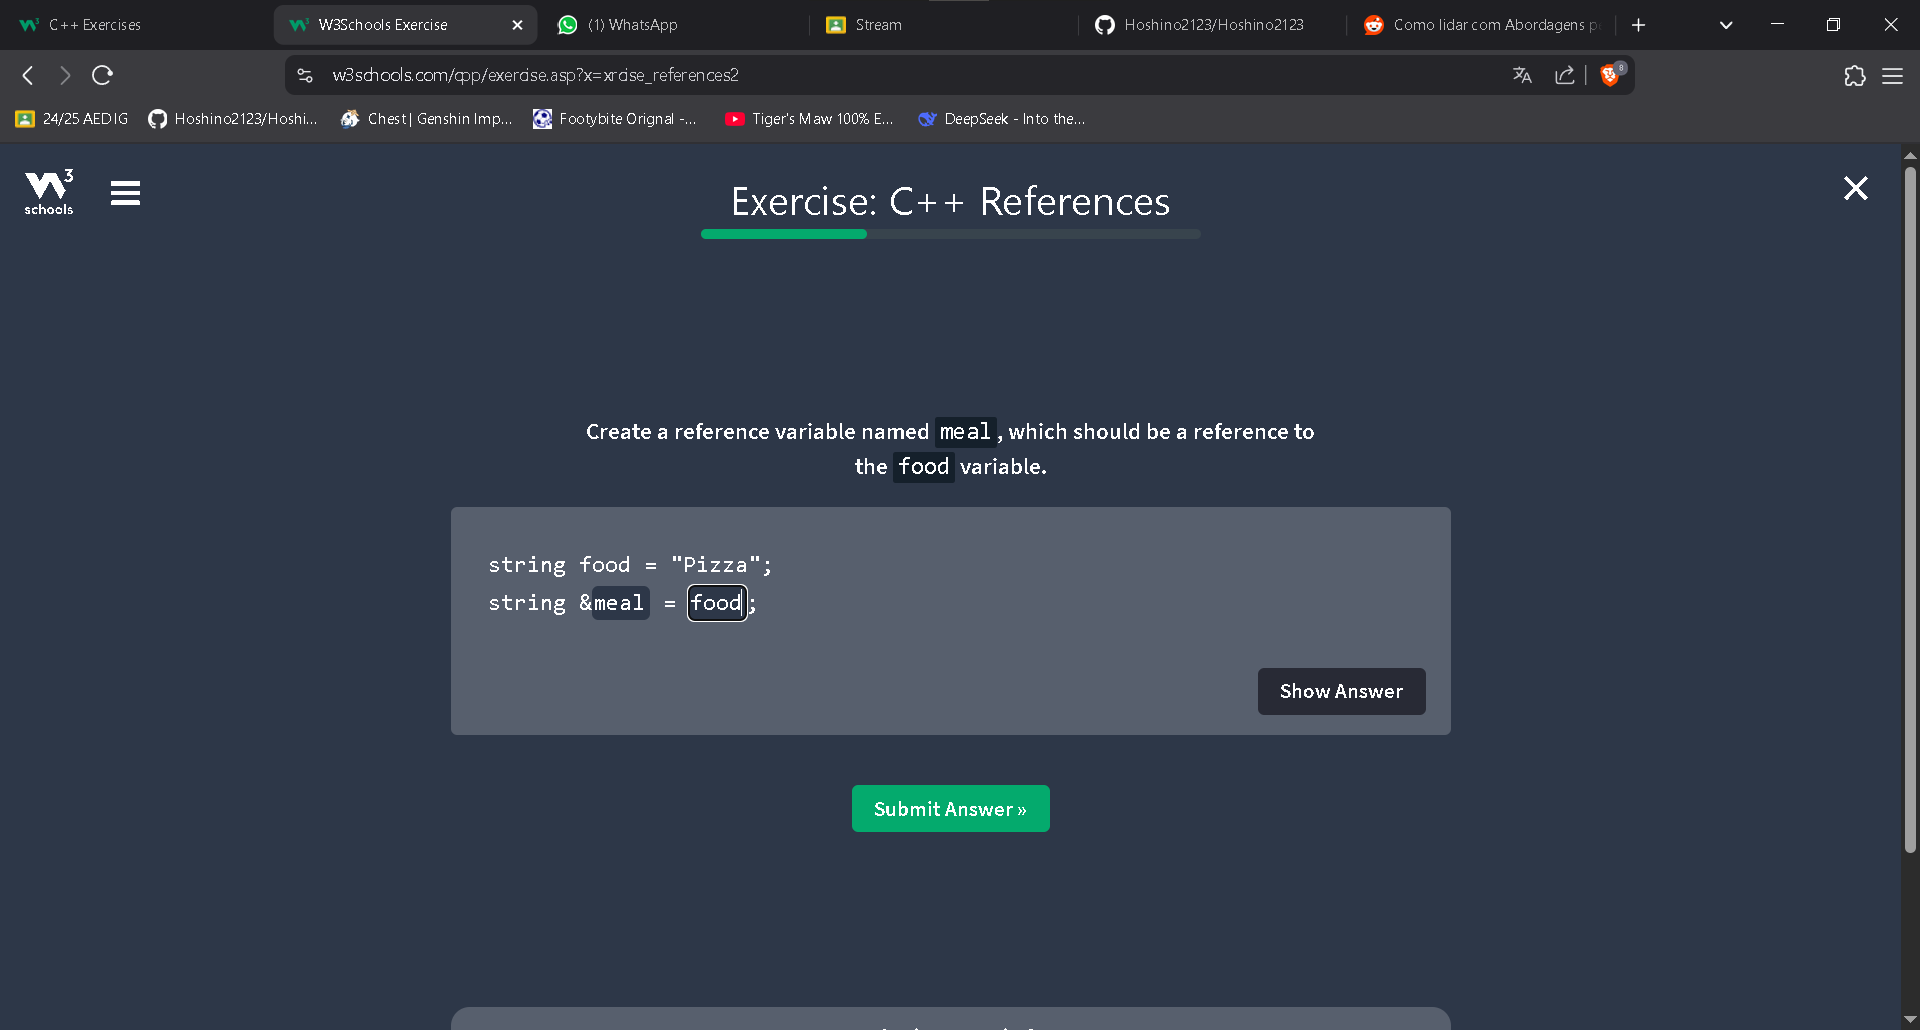 C++ Exercises
W3Schools Exercise
(1) WhatsApp
Stream
Hoshino2123/Hoshino2123
Como lidar com Abordagens pe
w3schools.com/cpp/exercise.asp?x=xrcise_references2
24/25 AEDIG
Hoshino2123/Hoshi...
Chest | Genshin Imp...
Footybite Orignal -...
Tiger's Maw 100% E...
DeepSeek - Into the...
W3
schools
Exercise: C++ References
Create a reference variable named meal, which should be a reference to
the food variable.
string food = "Pizza";
string &meal = food;
Show Answer
Submit Answer »